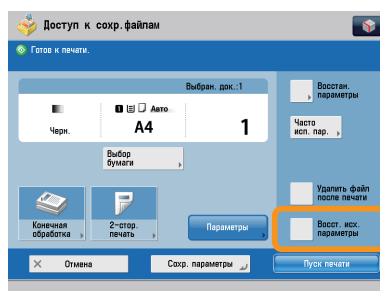 Доступ к сохр.файлам
Готов к печати.
Выбран. док.:1
Восстан.
параметры
1 Авто
Черн.
A4
1
Часто
исп. пар.
Выбор
бумаги
Удалить файл
после печати
Конечная
обработка
2-стор.
печать
Параметры
Восст. исх.
параметры
Отмена
Сохр. параметры
Пуск печати